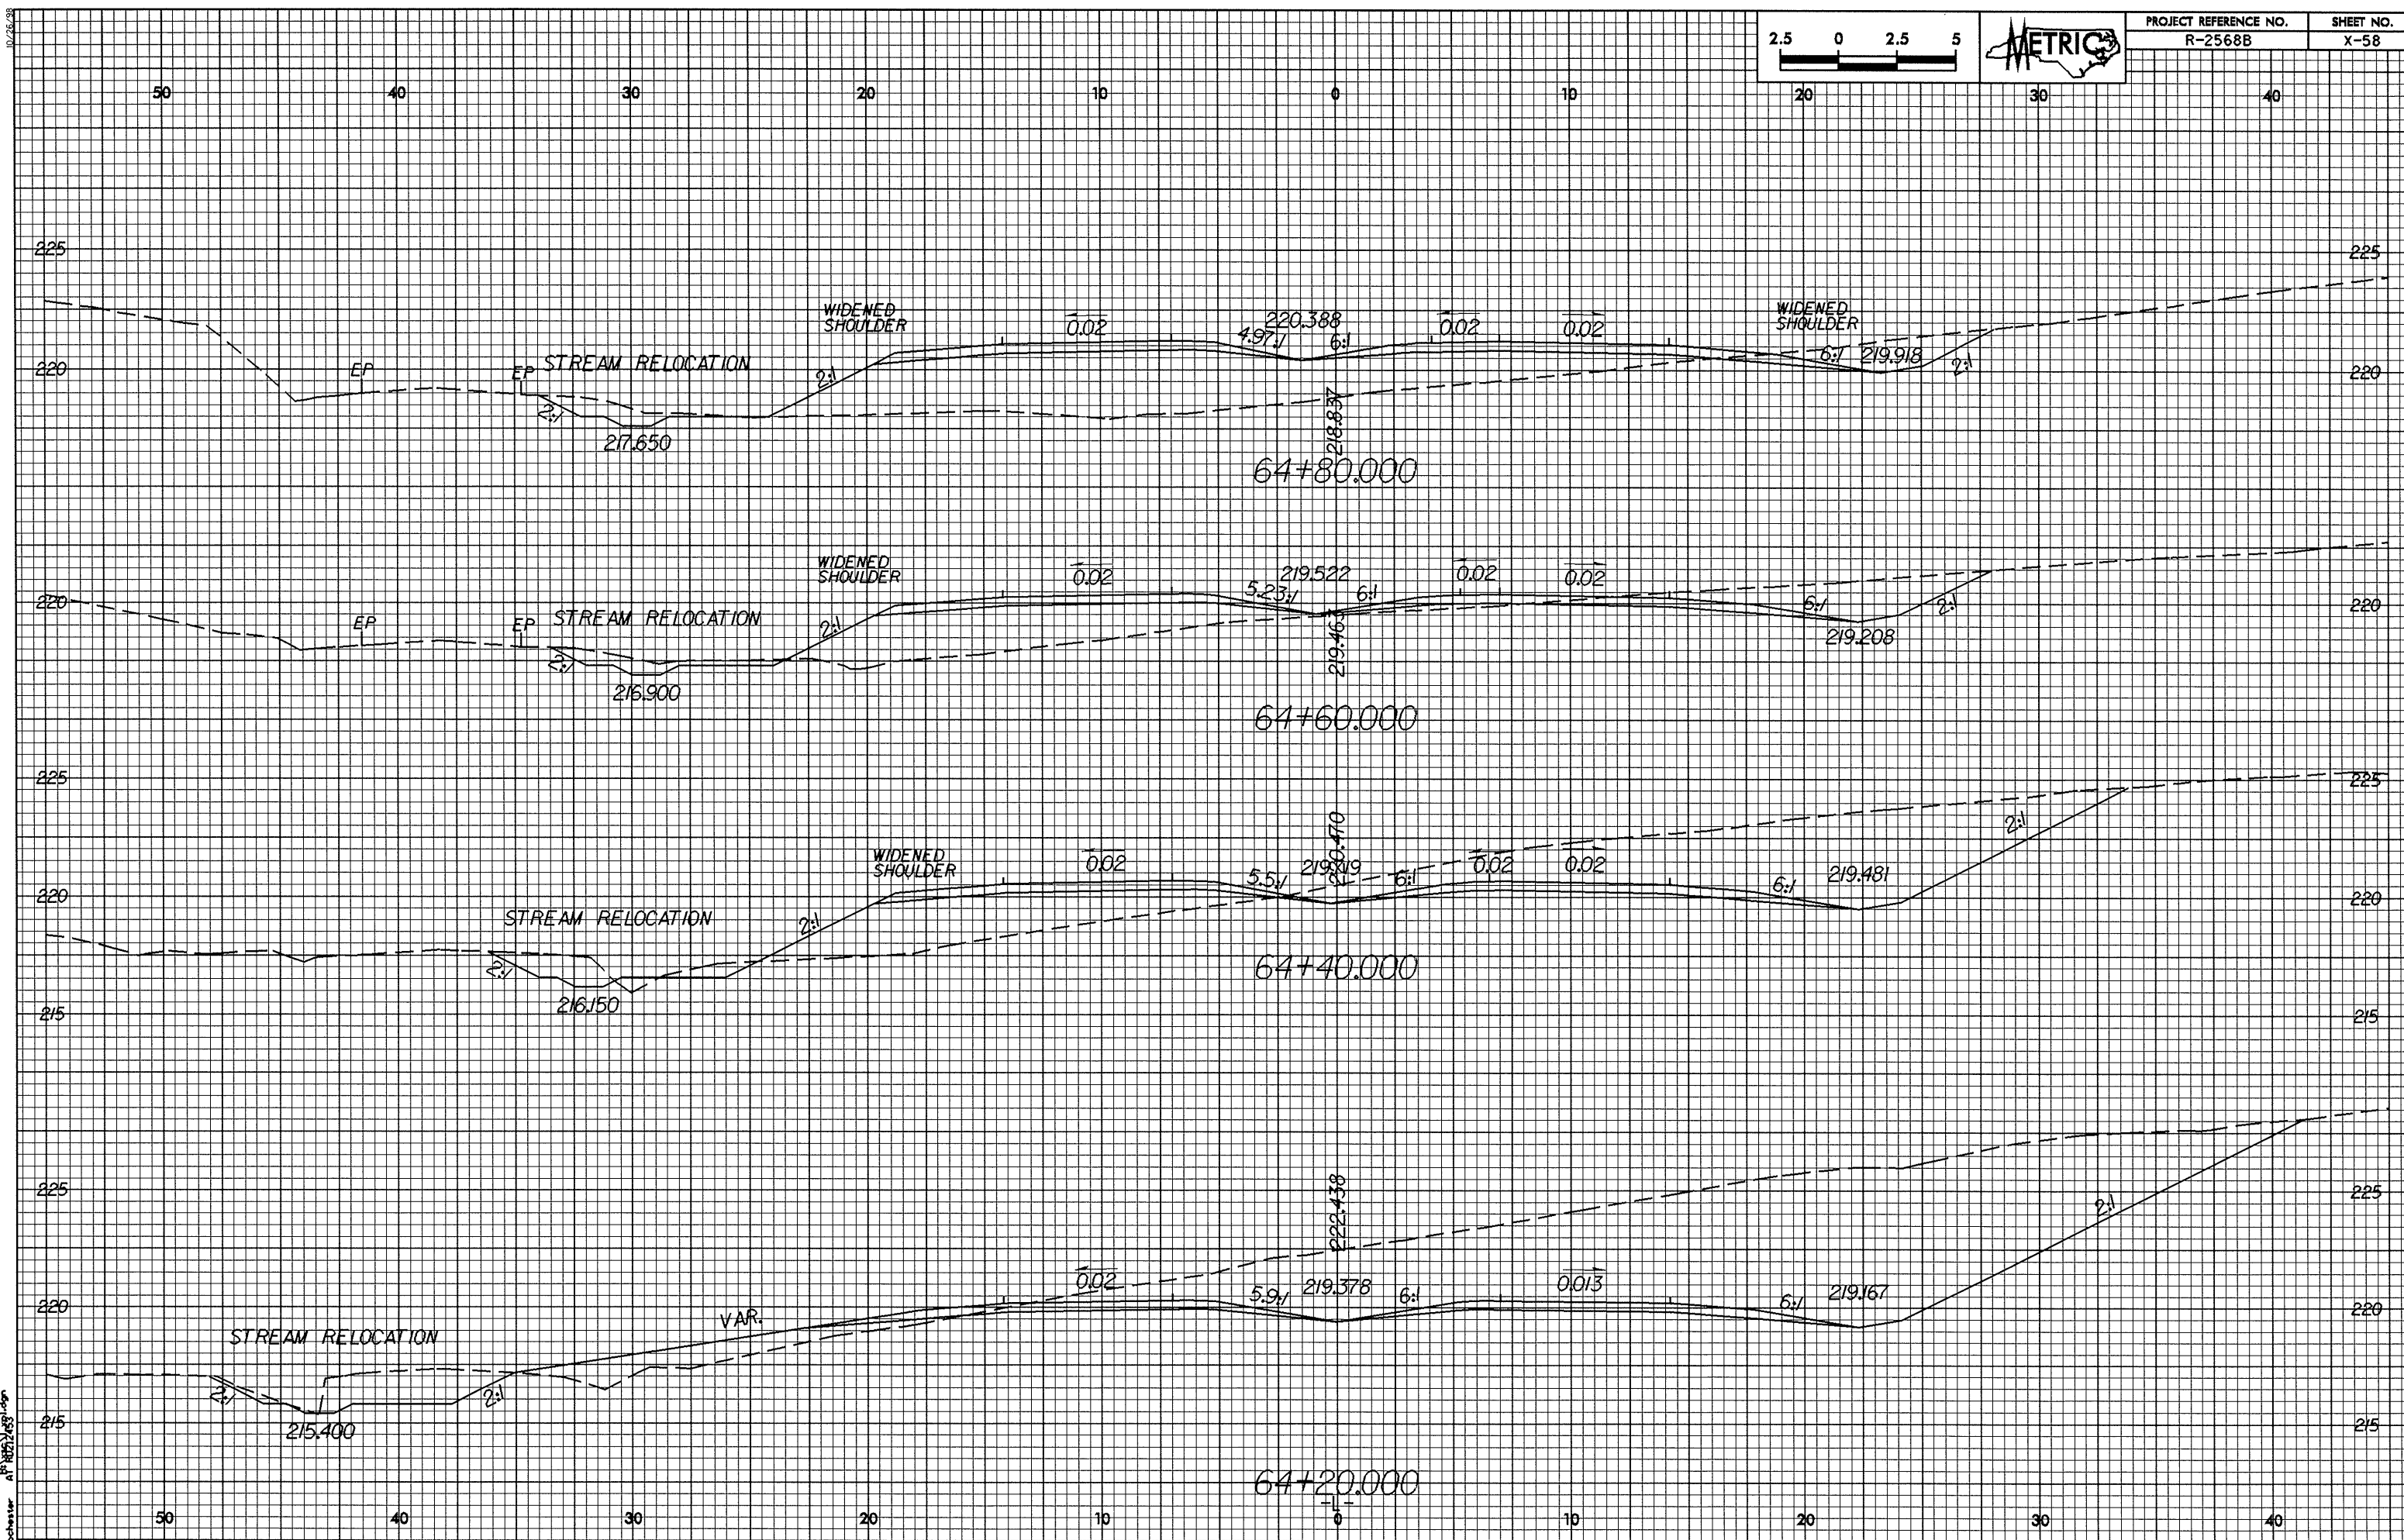 10/26/98
PROJECT REFERENCE NO. SHEET NO.
R-2568B X-58
2.5 0 2.5 5
METRIC
50 40 30 20 10 0 10 20 30 40
225 225
WIDENED SHOULDER 0.02 220.388 0.02 0.02 WIDENED SHOULDER
4.97:1 6:1
STREAM RELOCATION
220 EP EP 2:1 6:1 219.918 2:1 220
2:1
218.837
217.650
64+80.000
WIDENED SHOULDER 0.02 219.522 0.02 0.02
5.23:1 6:1 6:1 2:1
220 220
EP EP STREAM RELOCATION 2:1
219.463 219.208
2:1
216.900
64+60.000
225 225
2:1
220.470
WIDENED SHOULDER 0.02 0.02 0.02
5.5:1 6:1 6:1 219.481
220 220
STREAM RELOCATION 2:1
2:1
64+40.000
216.150
215 215
225 225
222.438
2:1
0.02 219.378 0.013 219.167
5.9:1 6:1 6:1
220 220
STREAM RELOCATION VAR.
2:1 2:1
215 215
215.400
64+20.000
-L-
50 40 30 20 10 0 10 20 30 40